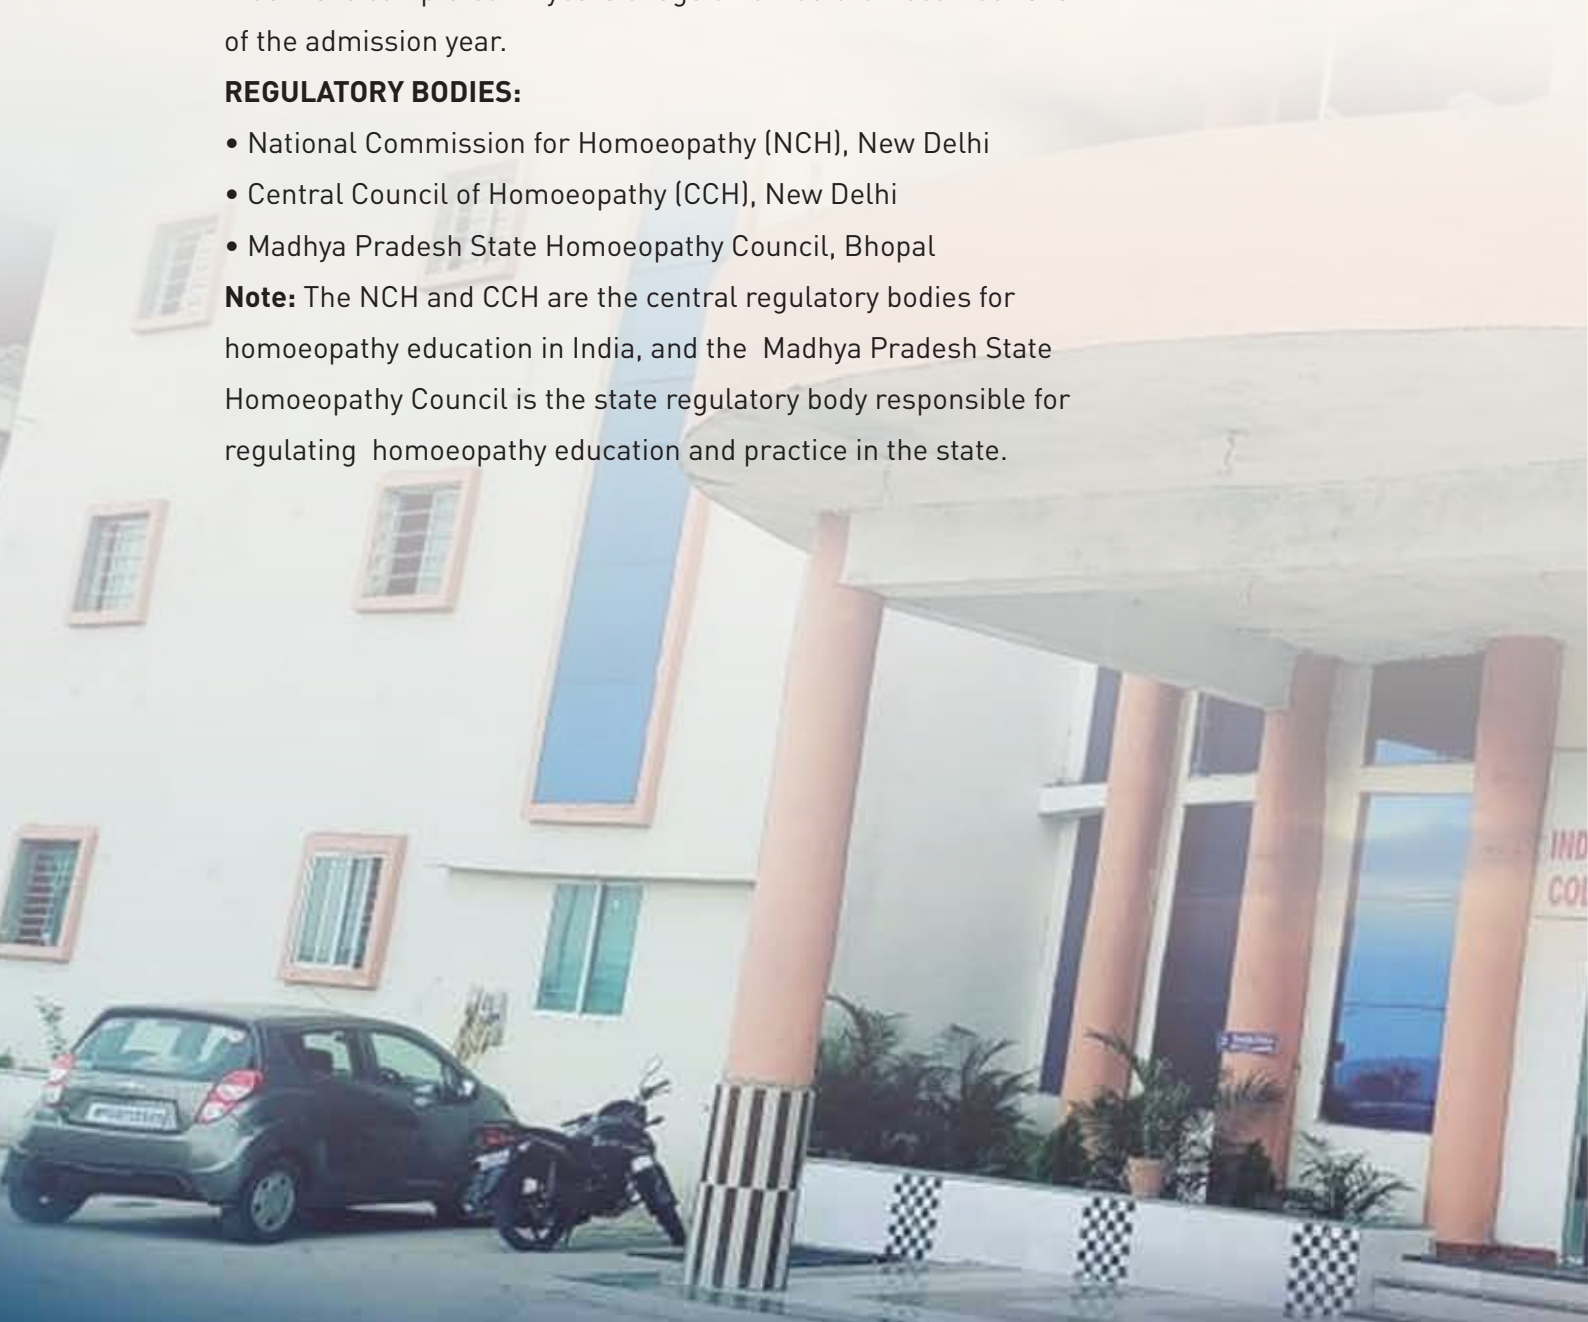 of the admission year.
REGULATORY BODIES:
• National Commission for Homoeopathy (NCH), New Delhi
• Central Council of Homoeopathy (CCH), New Delhi
• Madhya Pradesh State Homoeopathy Council, Bhopal
Note: The NCH and CCH are the central regulatory bodies for
homoeopathy education in India, and the  Madhya Pradesh State
Homoeopathy Council is the state regulatory body responsible for
regulating  homoeopathy education and practice in the state.
IND
COL